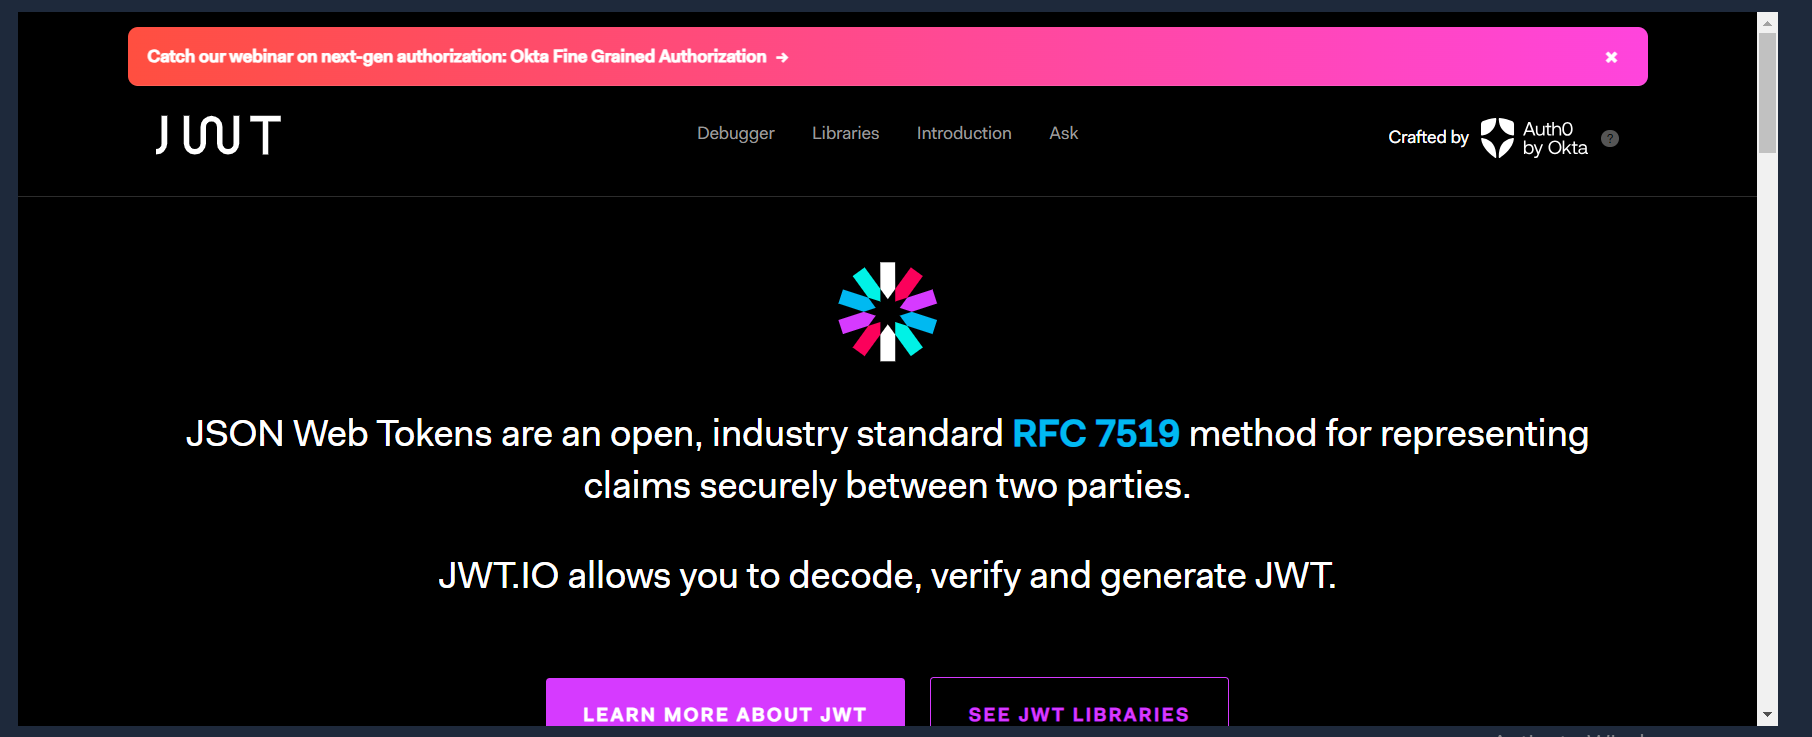 Catch our webinar on next-gen authorization: Okta Fine Grained Authorization →
JWT
Debugger Libraries Introduction Ask
Crafted by Auth0 by Okta ?
JSON Web Tokens are an open, industry standard RFC 7519 method for representing
claims securely between two parties.
JWT.IO allows you to decode, verify and generate JWT.
LEARN MORE ABOUT JWT
SEE JWT LIBRARIES